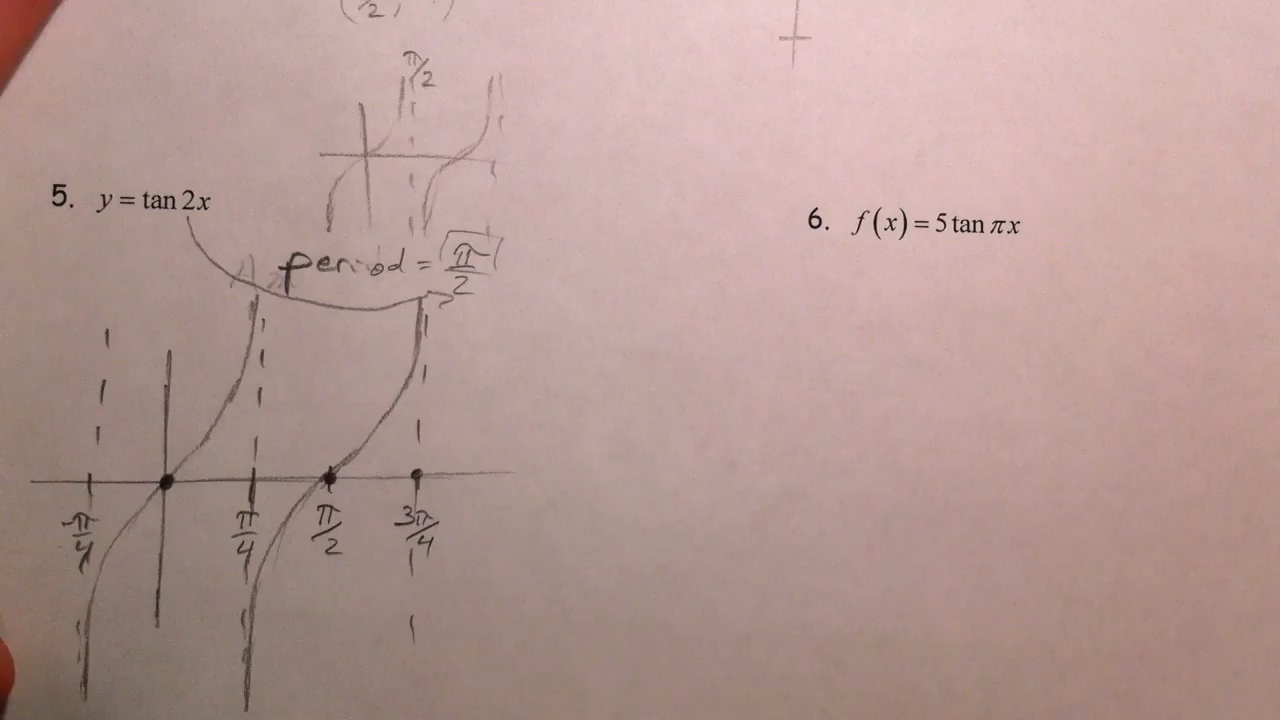 π/2
5. y = tan 2x
period = π/2
-π/4 π/4 π/2 3π/4
6. f(x) = 5 tan πx